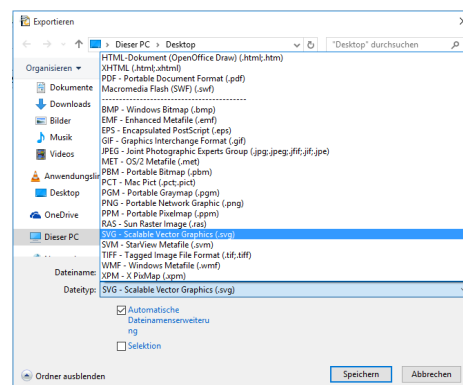 Exportieren
Dieser PC > Desktop
"Desktop" durchsuchen
Organisieren
HTML-Dokument (OpenOffice Draw) (.html;.htm)
XHTML (.html;.xhtml)
PDF - Portable Document Format (.pdf)
Macromedia Flash (SWF) (.swf)
----------------------------------------
BMP - Windows Bitmap (.bmp)
EMF - Enhanced Metafile (.emf)
EPS - Encapsulated PostScript (.eps)
GIF - Graphics Interchange Format (.gif)
JPEG - Joint Photographic Experts Group (.jpg;.jpeg;.jfif;.jif;.jpe)
MET - OS/2 Metafile (.met)
PBM - Portable Bitmap (.pbm)
PCT - Mac Pict (.pct;.pict)
PGM - Portable Graymap (.pgm)
PNG - Portable Network Graphic (.png)
PPM - Portable Pixelmap (.ppm)
RAS - Sun Raster Image (.ras)
SVG - Scalable Vector Graphics (.svg)
SVM - StarView Metafile (.svm)
TIFF - Tagged Image File Format (.tif;.tiff)
WMF - Windows Metafile (.wmf)
XPM - X PixMap (.xpm)
Dokumente
Downloads
Bilder
Musik
Videos
Anwendungslin
Desktop
OneDrive
Dieser PC
Dateiname:
Dateityp:
SVG - Scalable Vector Graphics (.svg)
Automatische
Dateinamenserweiteru
ng
Selektion
Ordner ausblenden
Speichern
Abbrechen